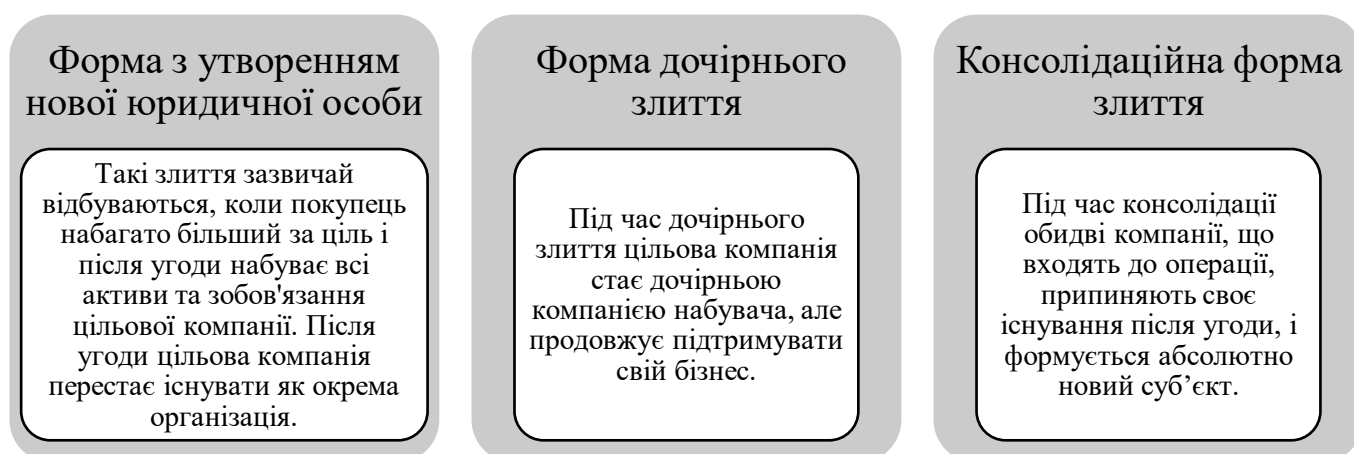 Форма з утворенням
нової юридичної особи
Такі злиття зазвичай
відбуваються, коли покупець
набагато більший за ціль і
після угоди набуває всі
активи та зобов'язання
цільової компанії. Після
угоди цільова компанія
перестає існувати як окрема
організація.
Форма дочірнього
злиття
Під час дочірнього
злиття цільова компанія
стає дочірньою
компанією набувача, але
продовжує підтримувати
свій бізнес.
Консолідаційна форма
злиття
Під час консолідації
обидві компанії, що
входять до операції,
припиняють своє
існування після угоди, і
формується абсолютно
новий суб’єкт.